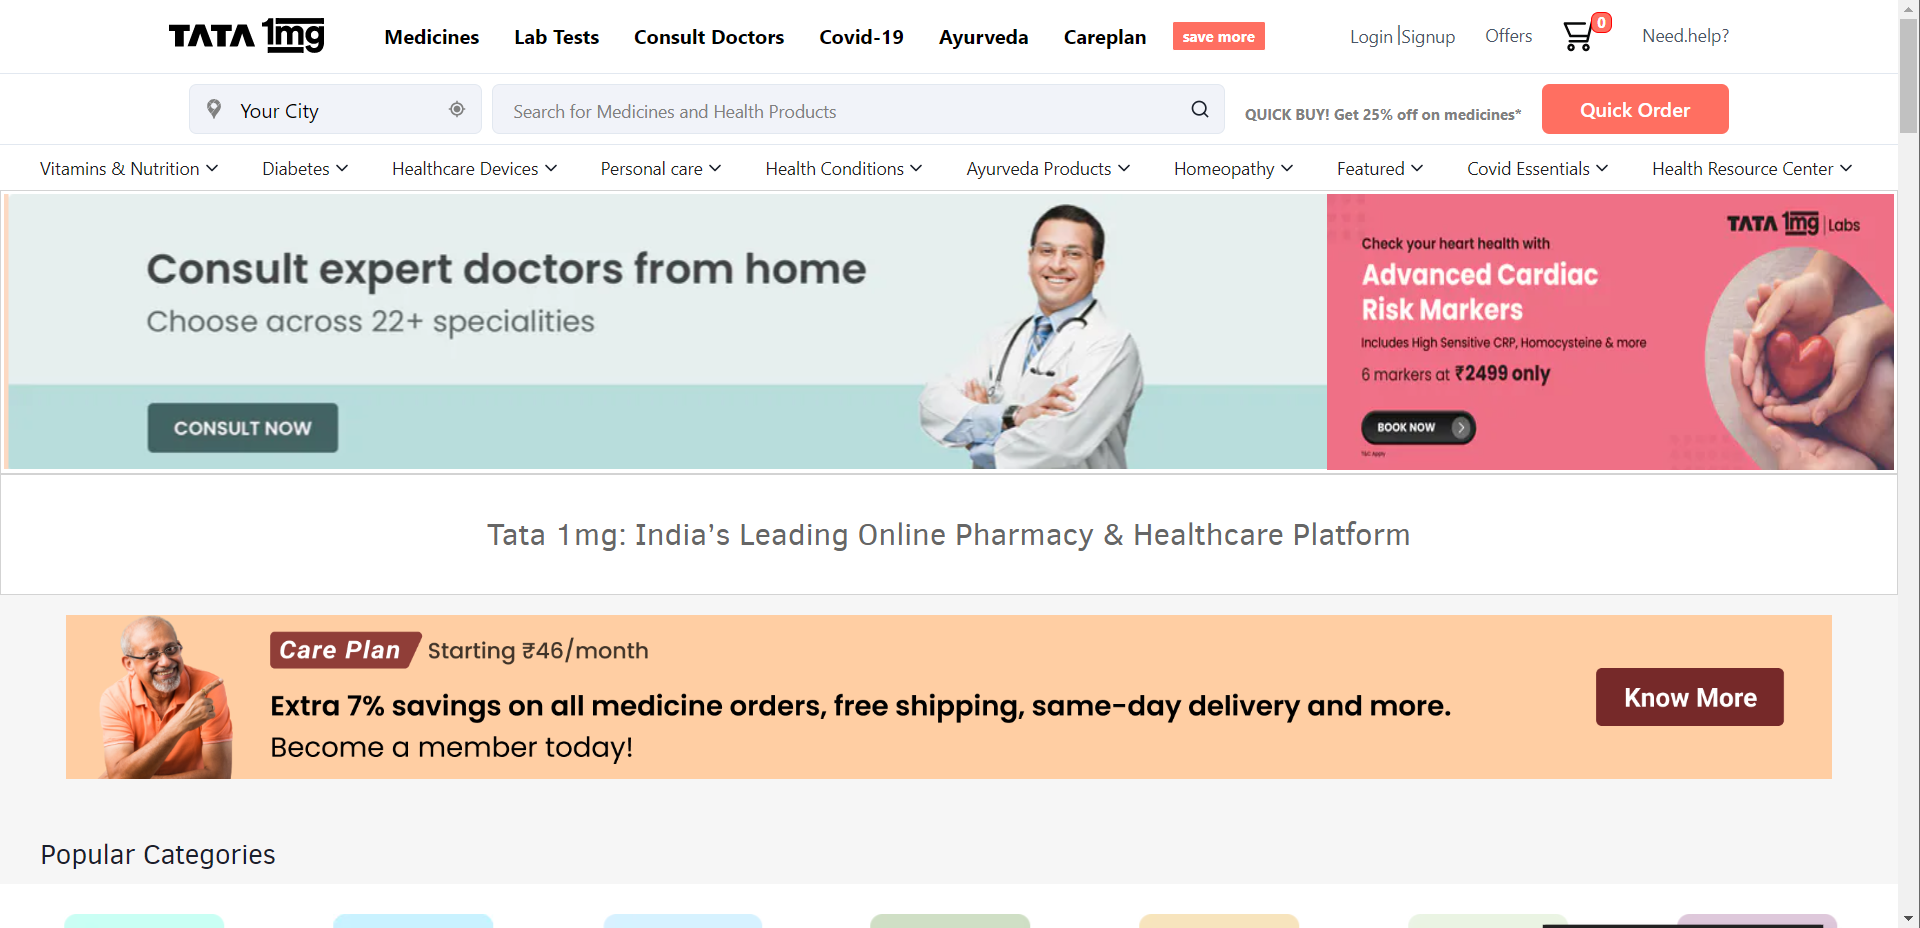 TATA 1mg
Medicines Lab Tests Consult Doctors Covid-19 Ayurveda Careplan save more Login |Signup Offers 0 Need.help?
Your City Search for Medicines and Health Products QUICK BUY! Get 25% off on medicines* Quick Order
Vitamins & Nutrition Diabetes Healthcare Devices Personal care Health Conditions Ayurveda Products Homeopathy Featured Covid Essentials Health Resource Center
Consult expert doctors from home
Choose across 22+ specialities
CONSULT NOW
TATA 1mg | Labs
Check your heart health with
Advanced Cardiac
Risk Markers
Includes High Sensitive CRP, Homocysteine & more
6 markers at ₹2499 only
BOOK NOW
T&C Apply
Tata 1mg: India’s Leading Online Pharmacy & Healthcare Platform
Care Plan Starting ₹46/month
Extra 7% savings on all medicine orders, free shipping, same-day delivery and more.
Become a member today!
Know More
Popular Categories